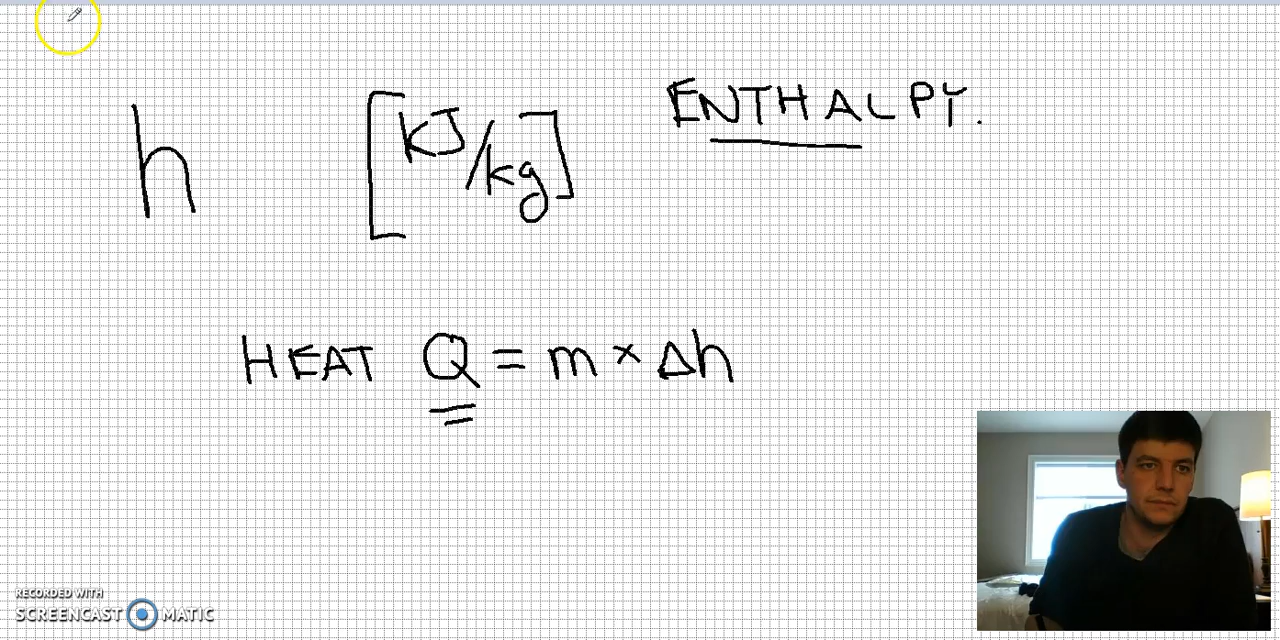 h [kJ/kg] ENTHALPY.
HEAT Q = m × Δh
RECORDED WITH
SCREENCAST MATIC